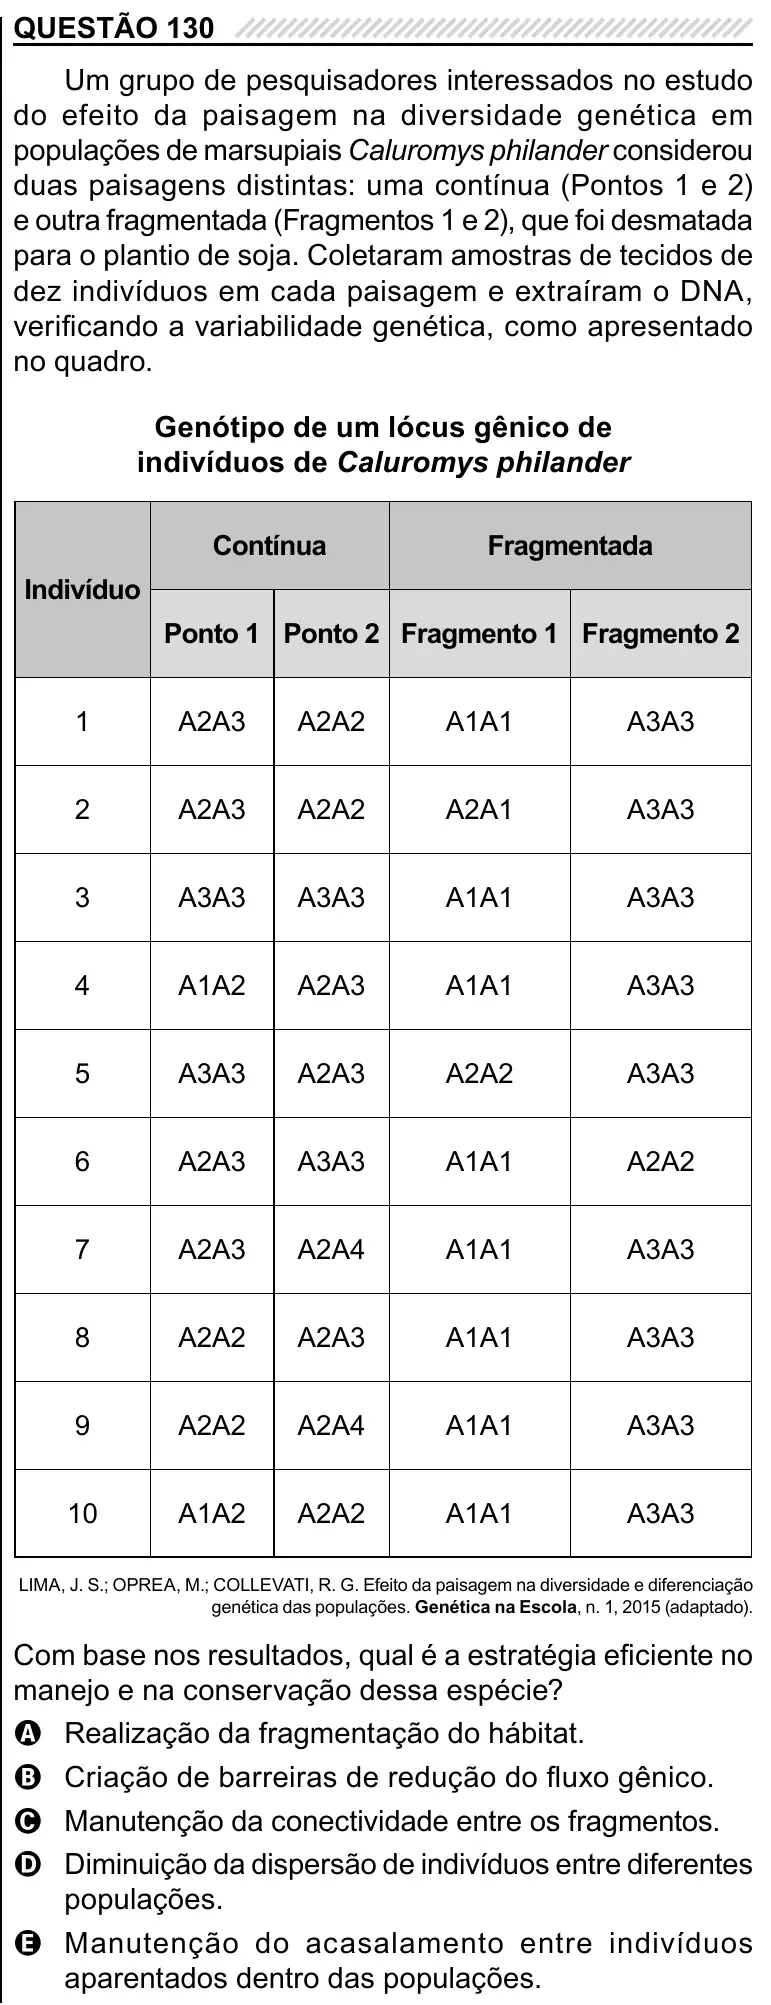 QUESTÃO 130
Um grupo de pesquisadores interessados no estudo
do efeito da paisagem na diversidade genética em
populações de marsupiais Caluromys philander considerou
duas paisagens distintas: uma contínua (Pontos 1 e 2)
e outra fragmentada (Fragmentos 1 e 2), que foi desmatada
para o plantio de soja. Coletaram amostras de tecidos de
dez indivíduos em cada paisagem e extraíram o DNA,
verificando a variabilidade genética, como apresentado
no quadro.
Genótipo de um lócus gênico de
indivíduos de Caluromys philander
Indivíduo Contínua Fragmentada
Ponto 1 Ponto 2 Fragmento 1 Fragmento 2
1 A2A3 A2A2 A1A1 A3A3
2 A2A3 A2A2 A2A1 A3A3
3 A3A3 A3A3 A1A1 A3A3
4 A1A2 A2A3 A1A1 A3A3
5 A3A3 A2A3 A2A2 A3A3
6 A2A3 A3A3 A1A1 A2A2
7 A2A3 A2A4 A1A1 A3A3
8 A2A2 A2A3 A1A1 A3A3
9 A2A2 A2A4 A1A1 A3A3
10 A1A2 A2A2 A1A1 A3A3
LIMA, J. S.; OPREA, M.; COLLEVATI, R. G. Efeito da paisagem na diversidade e diferenciação
genética das populações. Genética na Escola, n. 1, 2015 (adaptado).
Com base nos resultados, qual é a estratégia eficiente no
manejo e na conservação dessa espécie?
A Realização da fragmentação do hábitat.
B Criação de barreiras de redução do fluxo gênico.
C Manutenção da conectividade entre os fragmentos.
D Diminuição da dispersão de indivíduos entre diferentes
populações.
E Manutenção do acasalamento entre indivíduos
aparentados dentro das populações.